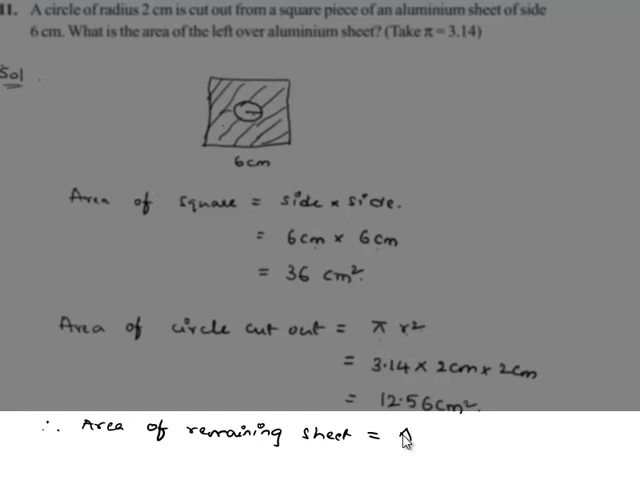 11. A circle of radius 2 cm is cut out from a square piece of an aluminium sheet of side
6 cm. What is the area of the left over aluminium sheet? (Take π = 3.14)
Sol
6cm
Area of square = side × side.
= 6cm × 6cm
= 36 cm².
Area of circle cut out = π r²
= 3.14 × 2cm × 2cm
= 12.56cm².
∴ Area of remaining sheet =